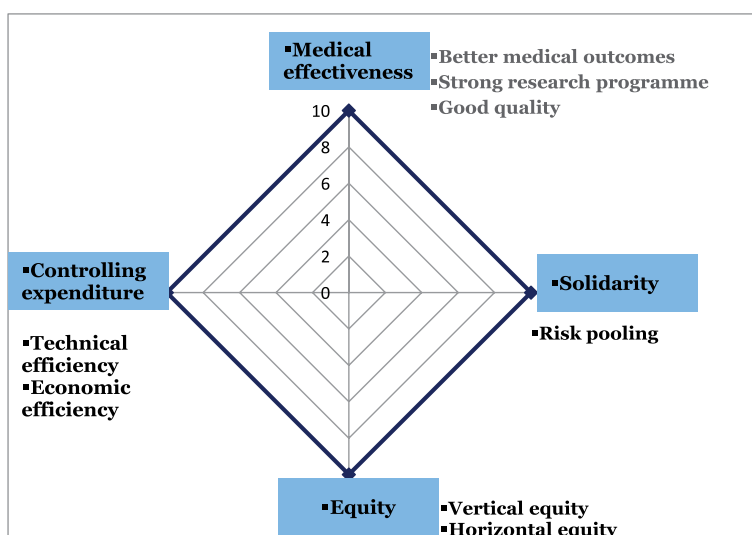 ▪Medical
effectiveness
▪Better medical outcomes
▪Strong research programme
▪Good quality
10
8
6
4
2
0
▪Controlling
expenditure
▪Solidarity
▪Risk pooling
▪Technical
efficiency
▪Economic
efficiency
▪Equity
▪Vertical equity
▪Horizontal equity